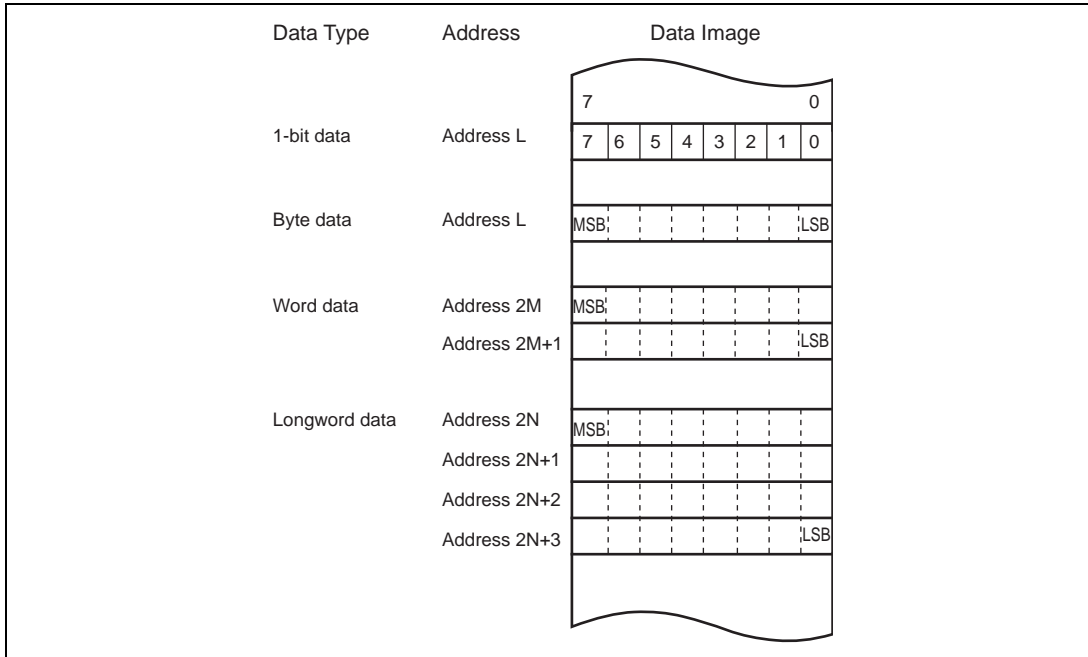 Data Type Address Data Image
7 0
1-bit data Address L 7 6 5 4 3 2 1 0
Byte data Address L MSB LSB
Word data Address 2M MSB
Address 2M+1 LSB
Longword data Address 2N MSB
Address 2N+1
Address 2N+2
Address 2N+3 LSB